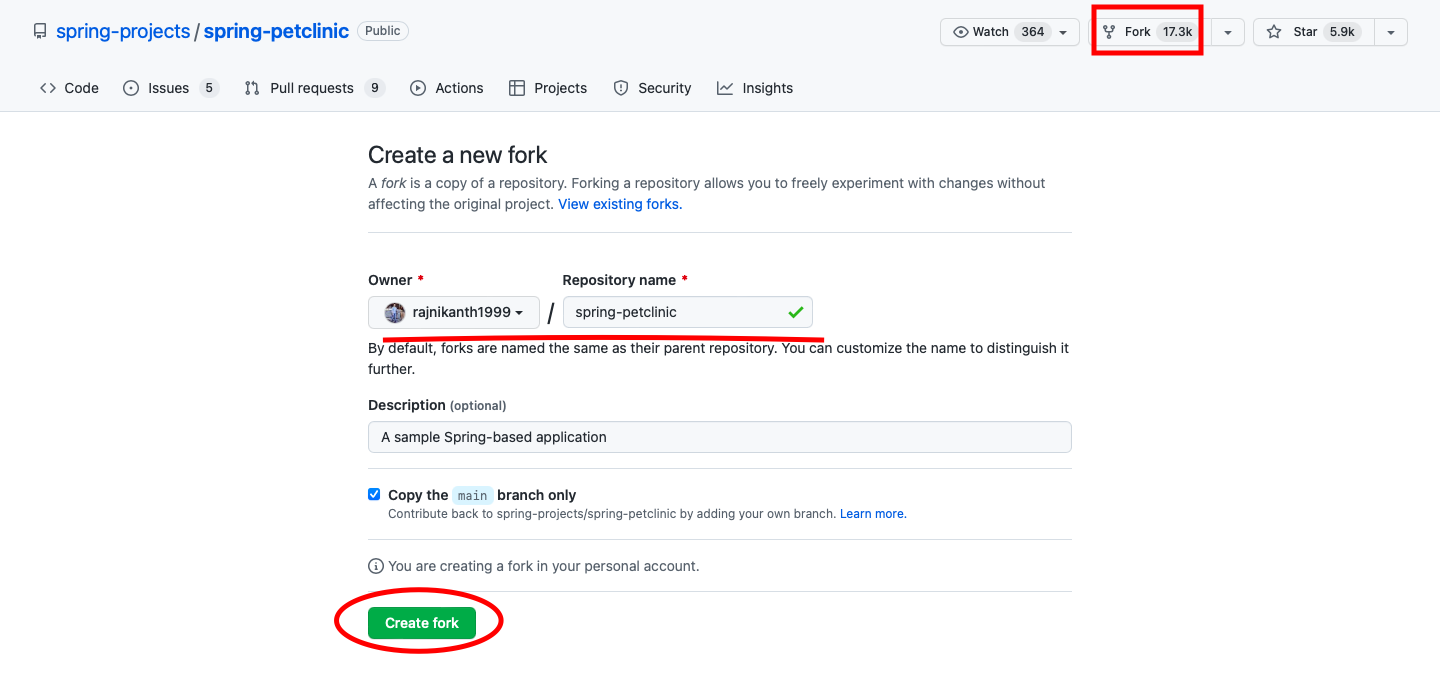 spring-projects / spring-petclinic Public
Watch 364 Fork 17.3k Star 5.9k
Code Issues 5 Pull requests 9 Actions Projects Security Insights
Create a new fork
A fork is a copy of a repository. Forking a repository allows you to freely experiment with changes without
affecting the original project. View existing forks.
Owner * Repository name *
rajnikanth1999 / spring-petclinic
By default, forks are named the same as their parent repository. You can customize the name to distinguish it
further.
Description (optional)
A sample Spring-based application
Copy the main branch only
Contribute back to spring-projects/spring-petclinic by adding your own branch. Learn more.
You are creating a fork in your personal account.
Create fork